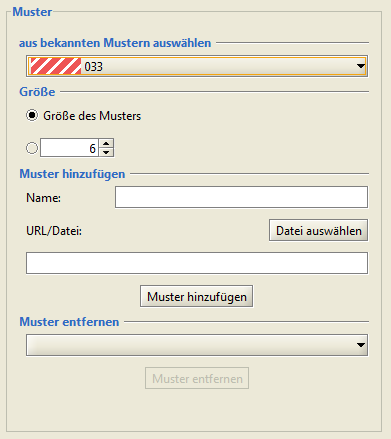 Muster
aus bekannten Mustern auswählen
033
Größe
Größe des Musters
6
Muster hinzufügen
Name:
URL/Datei:
Datei auswählen
Muster hinzufügen
Muster entfernen
Muster entfernen